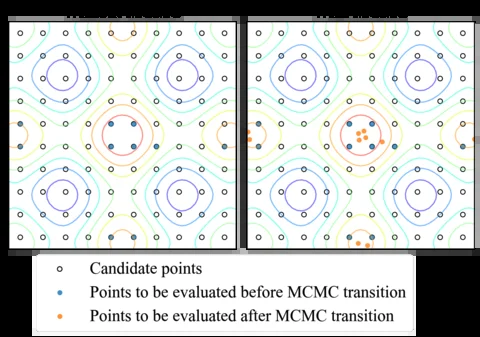 Candidate points
Points to be evaluated before MCMC transition
Points to be evaluated after MCMC transition